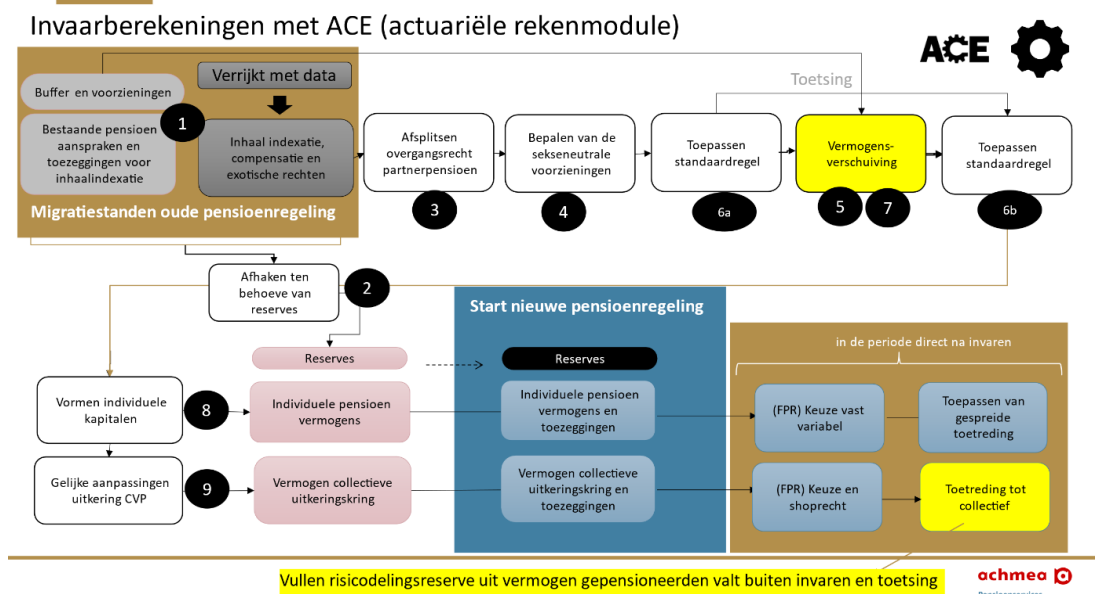 Invaarberekeningen met ACE (actuariële rekenmodule)
ACE
Verrijkt met data
Toetsing
Buffer en voorzieningen
1
Bestaande pensioen
aanspraken en
toezeggingen voor
inhaalindexatie
Inhaal indexatie,
compensatie en
exotische rechten
Migratiestanden oude pensioenregeling
Afsplitsen
overgangsrecht
partnerpensioen
3
Bepalen van de
sekseneutrale
voorzieningen
4
Toepassen
standaardregel
6a
Vermogens-
verschuiving
5
7
Toepassen
standaardregel
6b
Afhaken ten
behoeve van
reserves
2
Start nieuwe pensioenregeling
in de periode direct na invaren
Reserves
Reserves
Vormen individuele
kapitalen
8
Individuele pensioen
vermogens
Individuele pensioen
vermogens en
toezeggingen
(FPR) Keuze vast
variabel
Toepassen van
gespreide
toetreding
Gelijke aanpassingen
uitkering CVP
9
Vermogen collectieve
uitkeringskring
Vermogen collectieve
uitkeringskring en
toezeggingen
(FPR) Keuze en
shoprecht
Toetreding tot
collectief
Vullen risicodelingsreserve uit vermogen gepensioneerden valt buiten invaren en toetsing
achmea